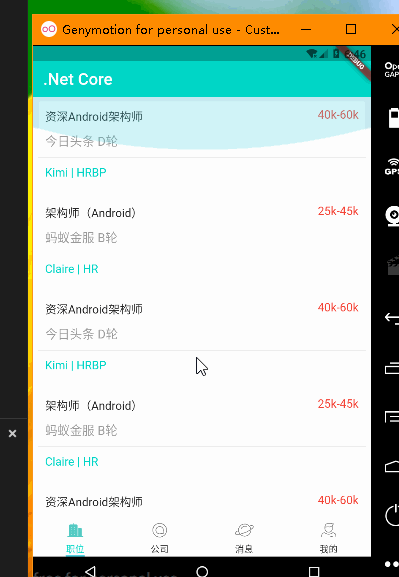 Genymotion for personal use - Cust...
8:46
.Net Core
资深Android架构师 40k-60k
今日头条 D轮
Kimi | HRBP
架构师（Android） 25k-45k
蚂蚁金服 B轮
Claire | HR
资深Android架构师 40k-60k
今日头条 D轮
Kimi | HRBP
架构师（Android） 25k-45k
蚂蚁金服 B轮
Claire | HR
资深Android架构师 40k-60k
职位 公司 消息 我的
free for personal use
GPS